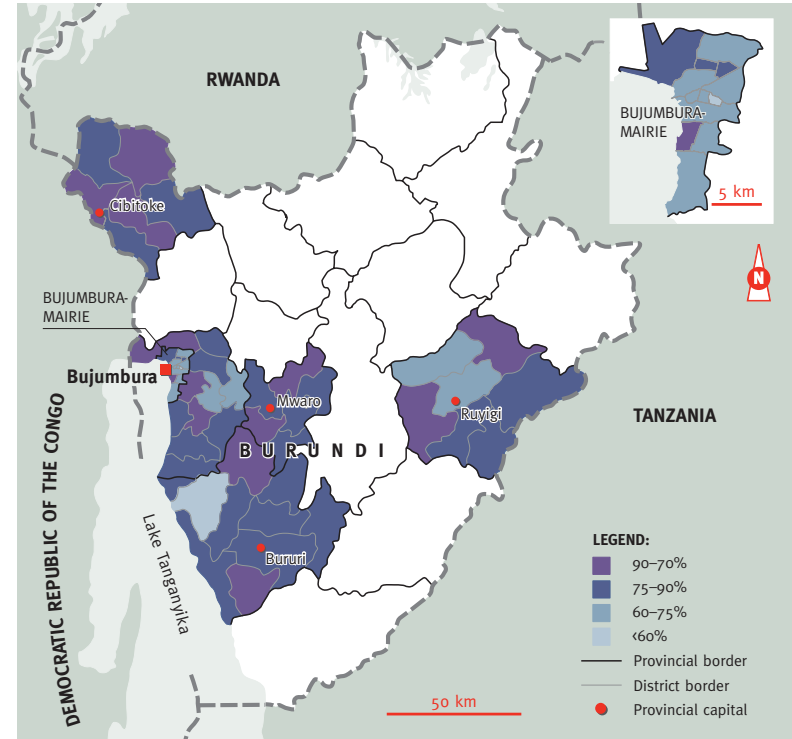 RWANDA
BUJUMBURA-
MAIRIE
5 km
N
Cibitoke
BUJUMBURA-
MAIRIE
Bujumbura
Mwaro
Ruyigi
TANZANIA
BURUNDI
DEMOCRATIC REPUBLIC OF THE CONGO
Lake Tanganyika
Bururi
LEGEND:
90–70%
75–90%
60–75%
<60%
Provincial border
District border
Provincial capital
50 km